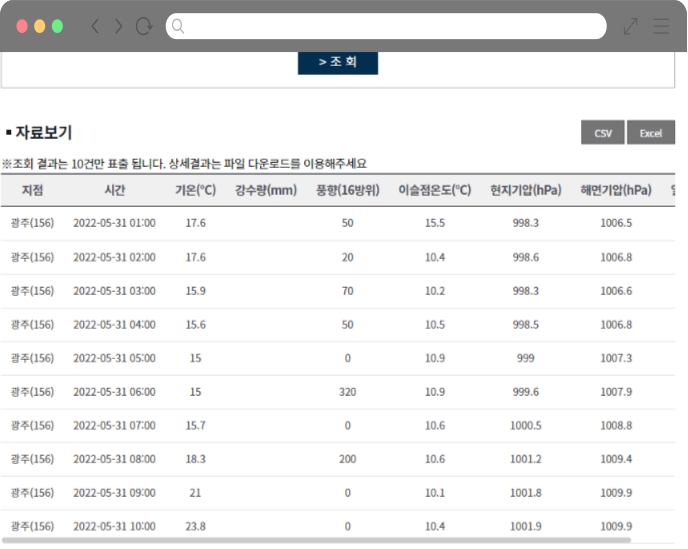 > 조 회
▪ 자료보기
CSV Excel
※조회 결과는 10건만 표출 됩니다. 상세결과는 파일 다운로드를 이용해주세요
지점 시간 기온(°C) 강수량(mm) 풍향(16방위) 이슬점온도(°C) 현지기압(hPa) 해면기압(hPa)
광주(156) 2022-05-31 01:00 17.6 50 15.5 998.3 1006.5
광주(156) 2022-05-31 02:00 17.6 20 10.4 998.6 1006.8
광주(156) 2022-05-31 03:00 15.9 70 10.2 998.3 1006.6
광주(156) 2022-05-31 04:00 15.6 50 10.5 998.5 1006.8
광주(156) 2022-05-31 05:00 15 0 10.9 999 1007.3
광주(156) 2022-05-31 06:00 15 320 10.9 999.6 1007.9
광주(156) 2022-05-31 07:00 15.7 0 10.6 1000.5 1008.8
광주(156) 2022-05-31 08:00 18.3 200 10.6 1001.2 1009.4
광주(156) 2022-05-31 09:00 21 0 10.1 1001.8 1009.9
광주(156) 2022-05-31 10:00 23.8 0 10.4 1001.9 1009.9